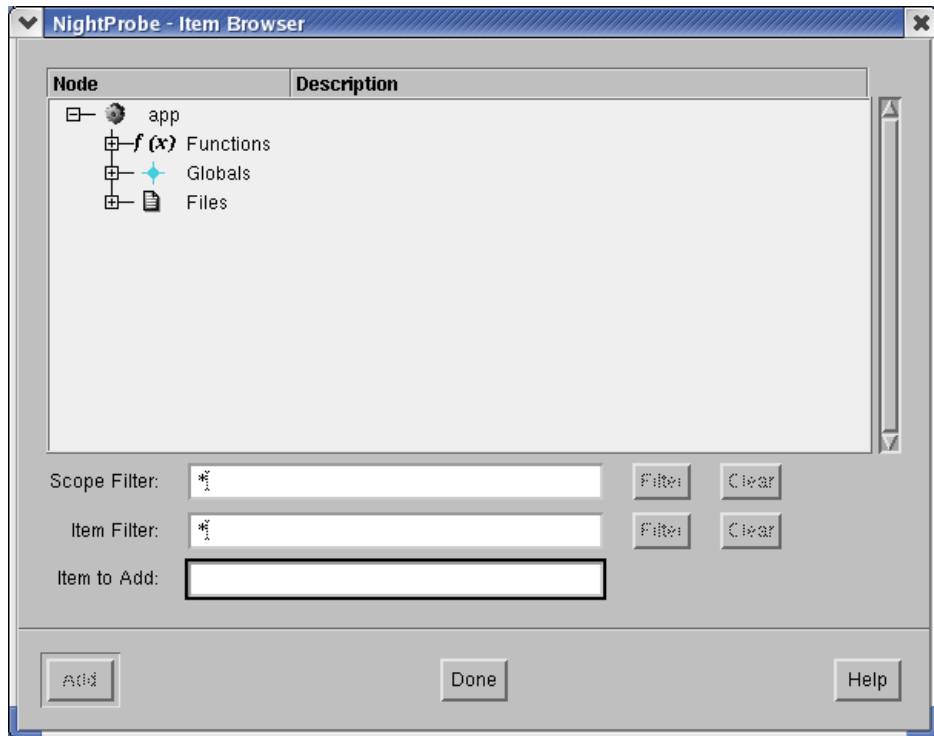 NightProbe - Item Browser
Node Description
app
f (x) Functions
Globals
Files
Scope Filter: * Filter Clear
Item Filter: * Filter Clear
Item to Add:
Add Done Help